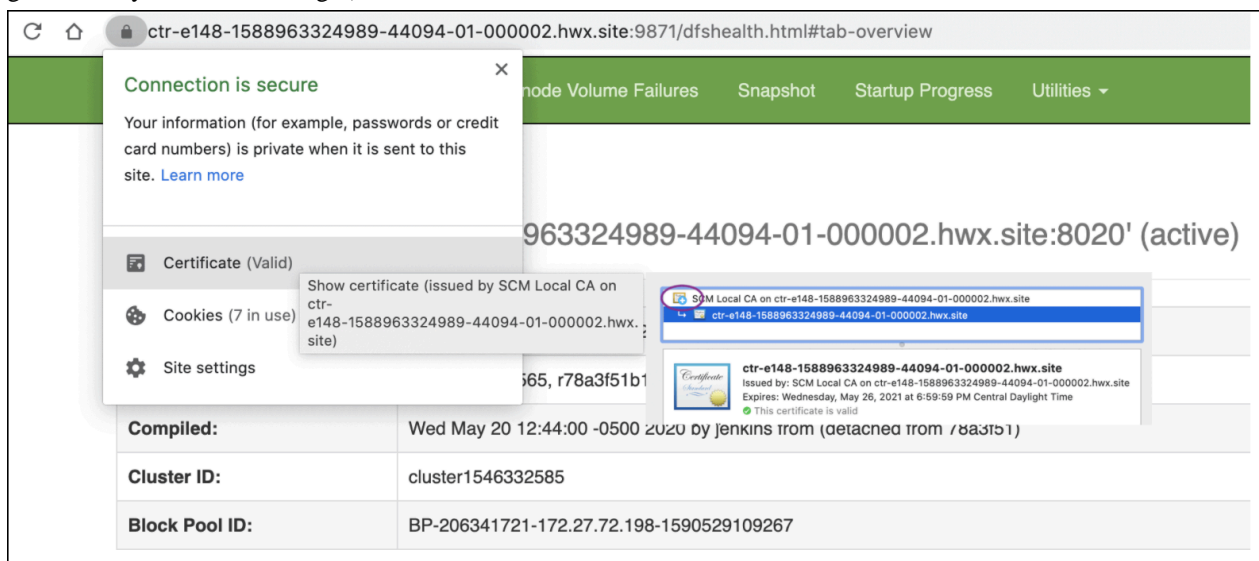 ctr-e148-1588963324989-44094-01-000002.hwx.site:9871/dfshealth.html#tab-overview
Connection is secure
Your information (for example, passwords or credit
card numbers) is private when it is sent to this
site. Learn more
Certificate (Valid)
Show certificate (issued by SCM Local CA on
ctr-
e148-1588963324989-44094-01-000002.hwx.
site)
Cookies (7 in use)
Site settings
node Volume Failures Snapshot Startup Progress Utilities
963324989-44094-01-000002.hwx.site:8020' (active)
SCM Local CA on ctr-e148-1588963324989-44094-01-000002.hwx.site
ctr-e148-1588963324989-44094-01-000002.hwx.site
Certificate
Standard
ctr-e148-1588963324989-44094-01-000002.hwx.site
Issued by: SCM Local CA on ctr-e148-1588963324989-44094-01-000002.hwx.site
Expires: Wednesday, May 26, 2021 at 6:59:59 PM Central Daylight Time
This certificate is valid
565, r78a3f51b1
Compiled: Wed May 20 12:44:00 -0500 2020 by jenkins from (detached from 78a3f51)
Cluster ID: cluster1546332585
Block Pool ID: BP-206341721-172.27.72.198-1590529109267